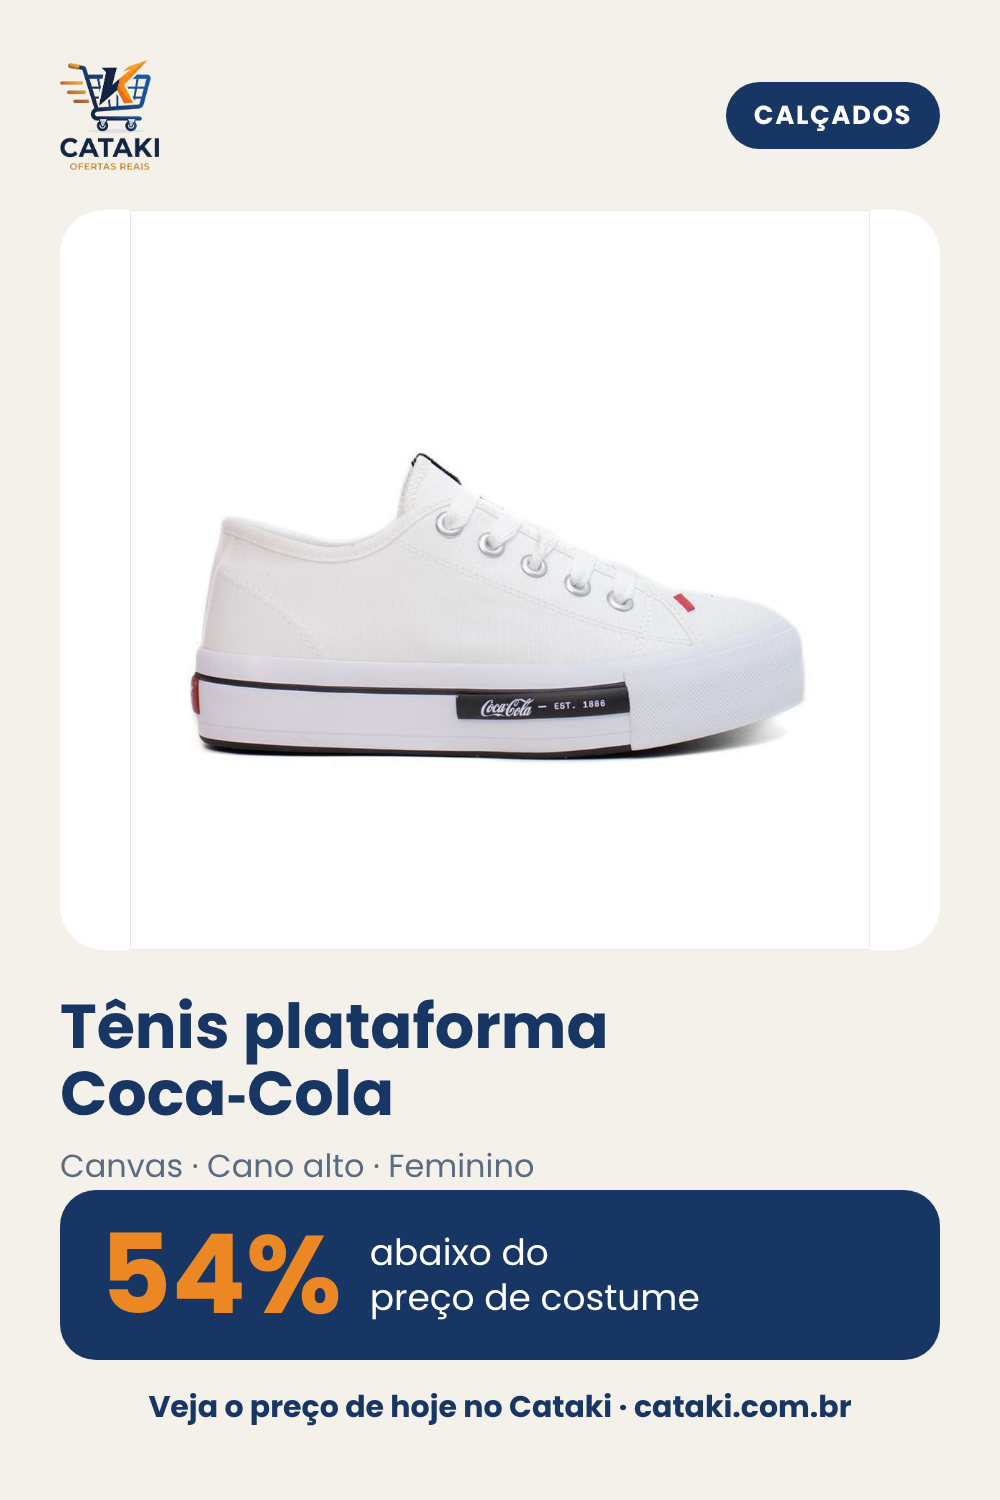 CATAKI
OFERTAS REAIS
CALÇADOS
Coca-Cola — EST. 1886
Tênis plataforma
Coca-Cola
Canvas · Cano alto · Feminino
54%
abaixo do
preço de costume
Veja o preço de hoje no Cataki · cataki.com.br